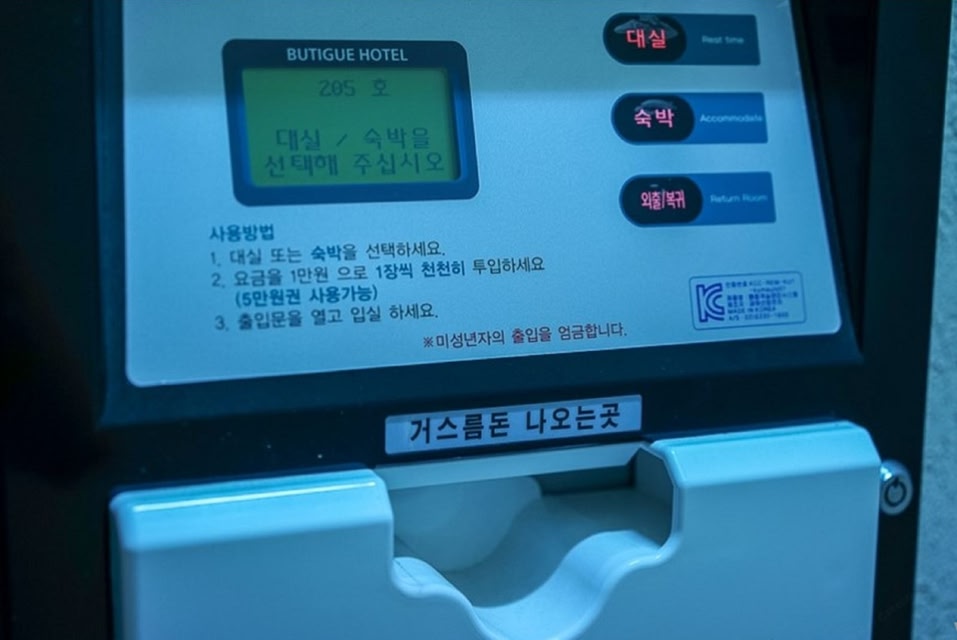 BUTIGUE HOTEL
205 호
대실 / 숙박을
선택해 주십시오
대실 Rest time
숙박 Accommodate
외출/복귀 Return Room
사용방법
1. 대실 또는 숙박을 선택하세요.
2. 요금을 1만원 으로 1장씩 천천히 투입하세요
(5만원권 사용가능)
3. 출입문을 열고 입실 하세요.
※미성년자의 출입을 엄금합니다.
MADE IN KOREA
거스름돈 나오는곳